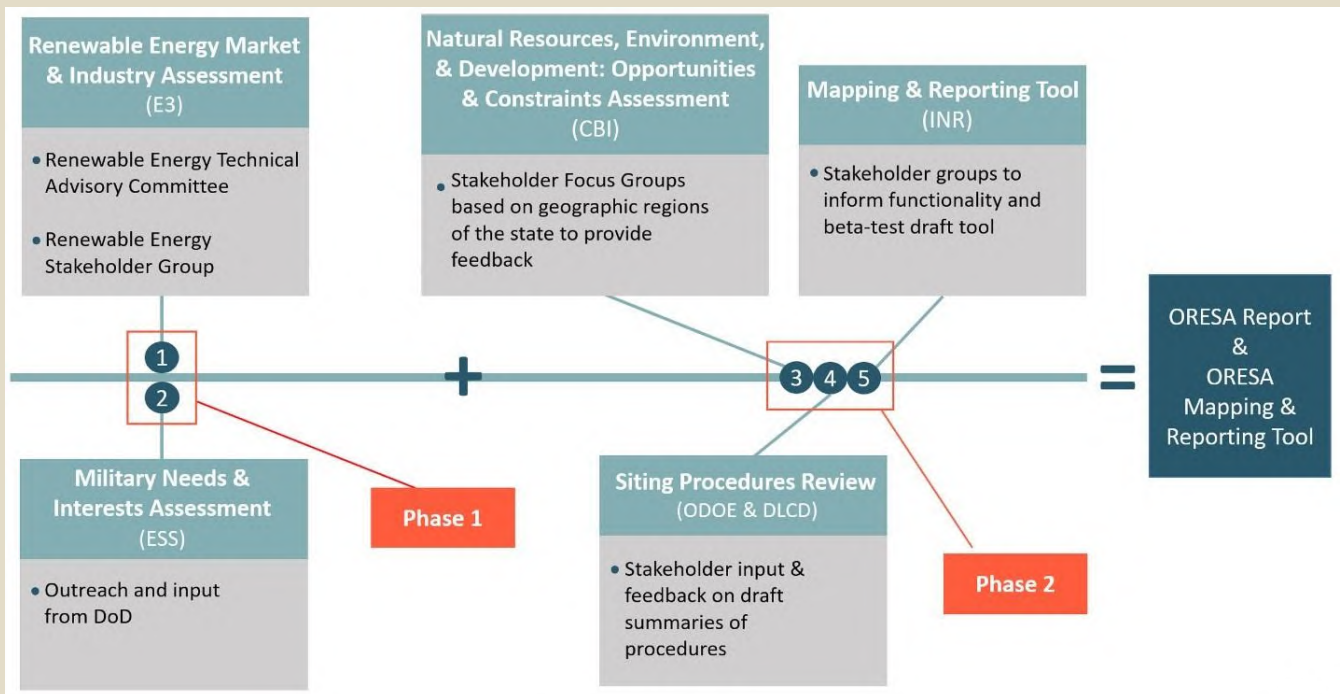 Renewable Energy Market
& Industry Assessment
(E3)
• Renewable Energy Technical
Advisory Committee
• Renewable Energy
Stakeholder Group
Natural Resources, Environment,
& Development: Opportunities
& Constraints Assessment
(CBI)
• Stakeholder Focus Groups
based on geographic regions
of the state to provide
feedback
Mapping & Reporting Tool
(INR)
• Stakeholder groups to
inform functionality and
beta-test draft tool
1
2
+
3 4 5
=
ORESA Report
&
ORESA
Mapping &
Reporting Tool
Military Needs &
Interests Assessment
(ESS)
• Outreach and input
from DoD
Phase 1
Siting Procedures Review
(ODOE & DLCD)
• Stakeholder input &
feedback on draft
summaries of
procedures
Phase 2